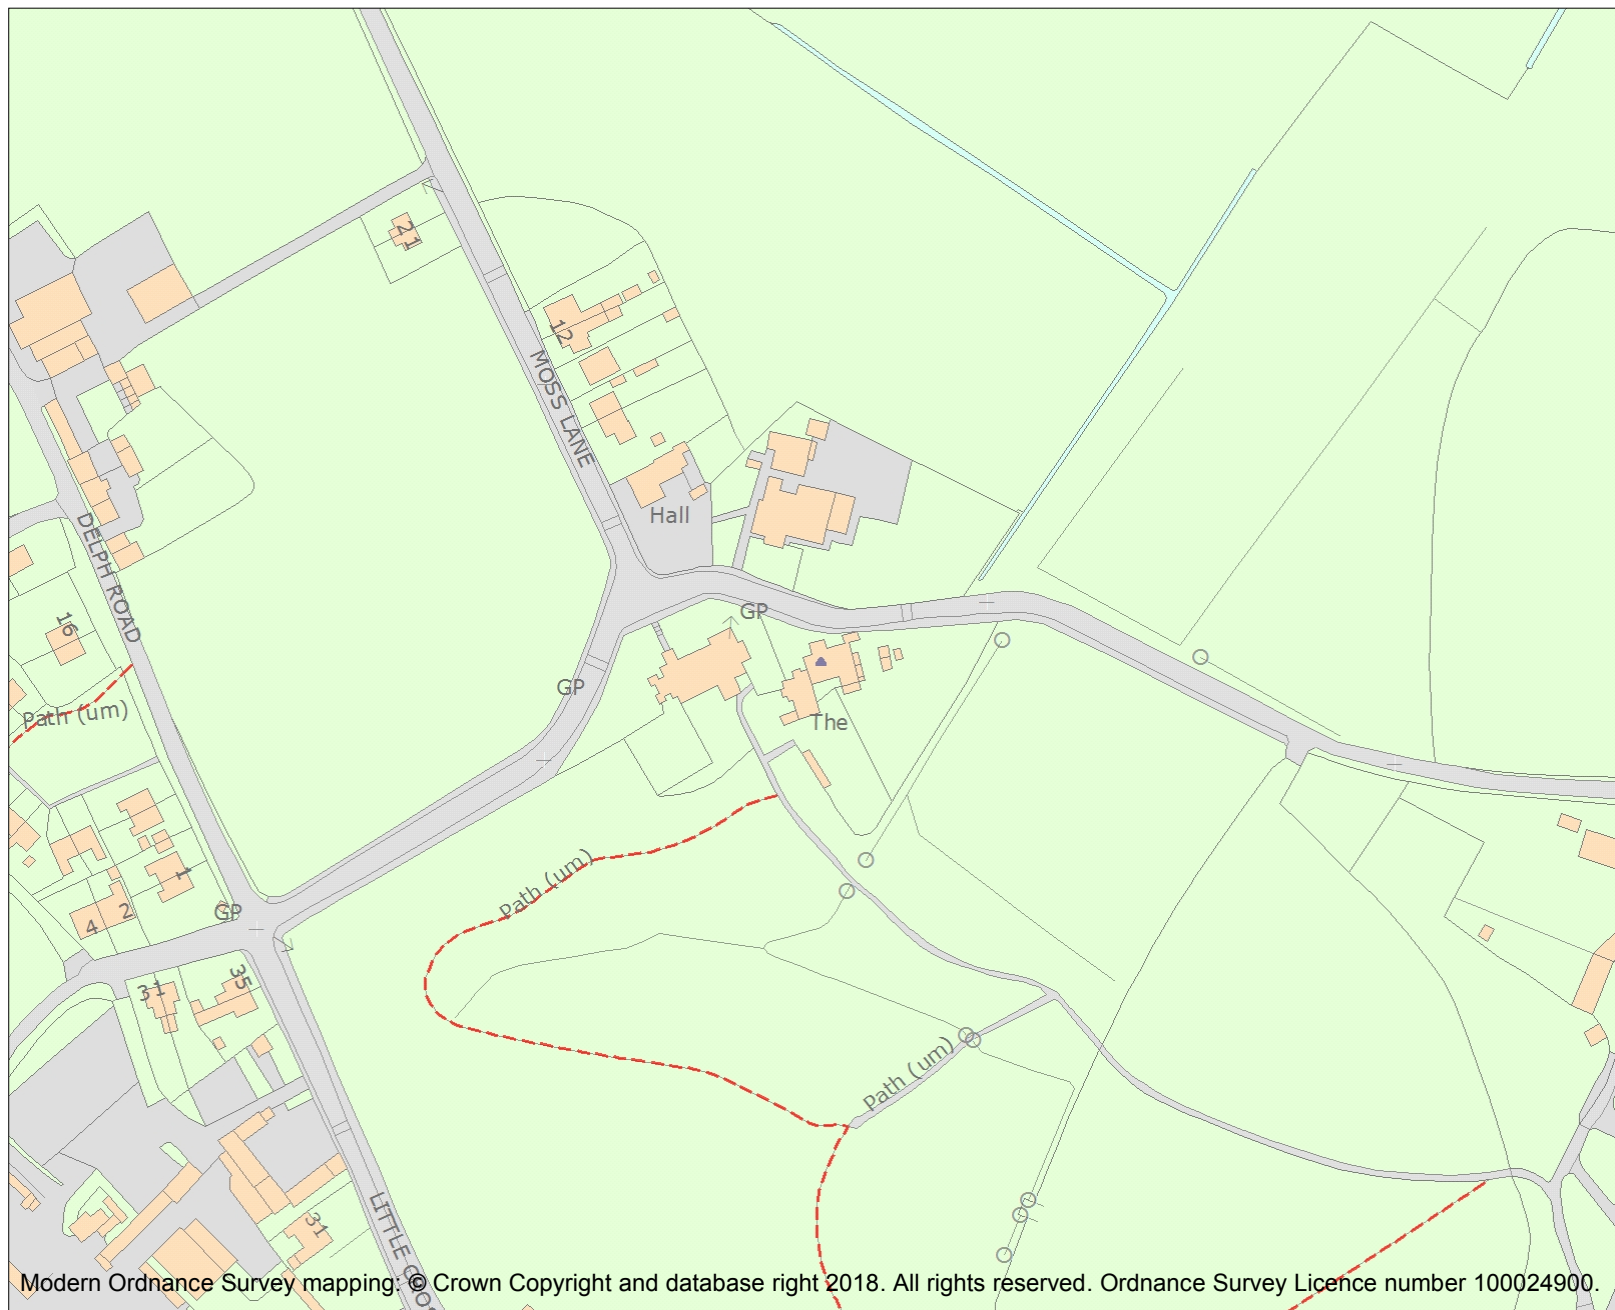 21
12
MOSS LANE
Hall
DELPH ROAD
GP
16
GP
Path (um)
The
Path (um)
1
2
4
GP
31
35
Path (um)
31
Modern Ordnance Survey mapping: © Crown Copyright and database right 2018. All rights reserved. Ordnance Survey Licence number 100024900.
LITTLE